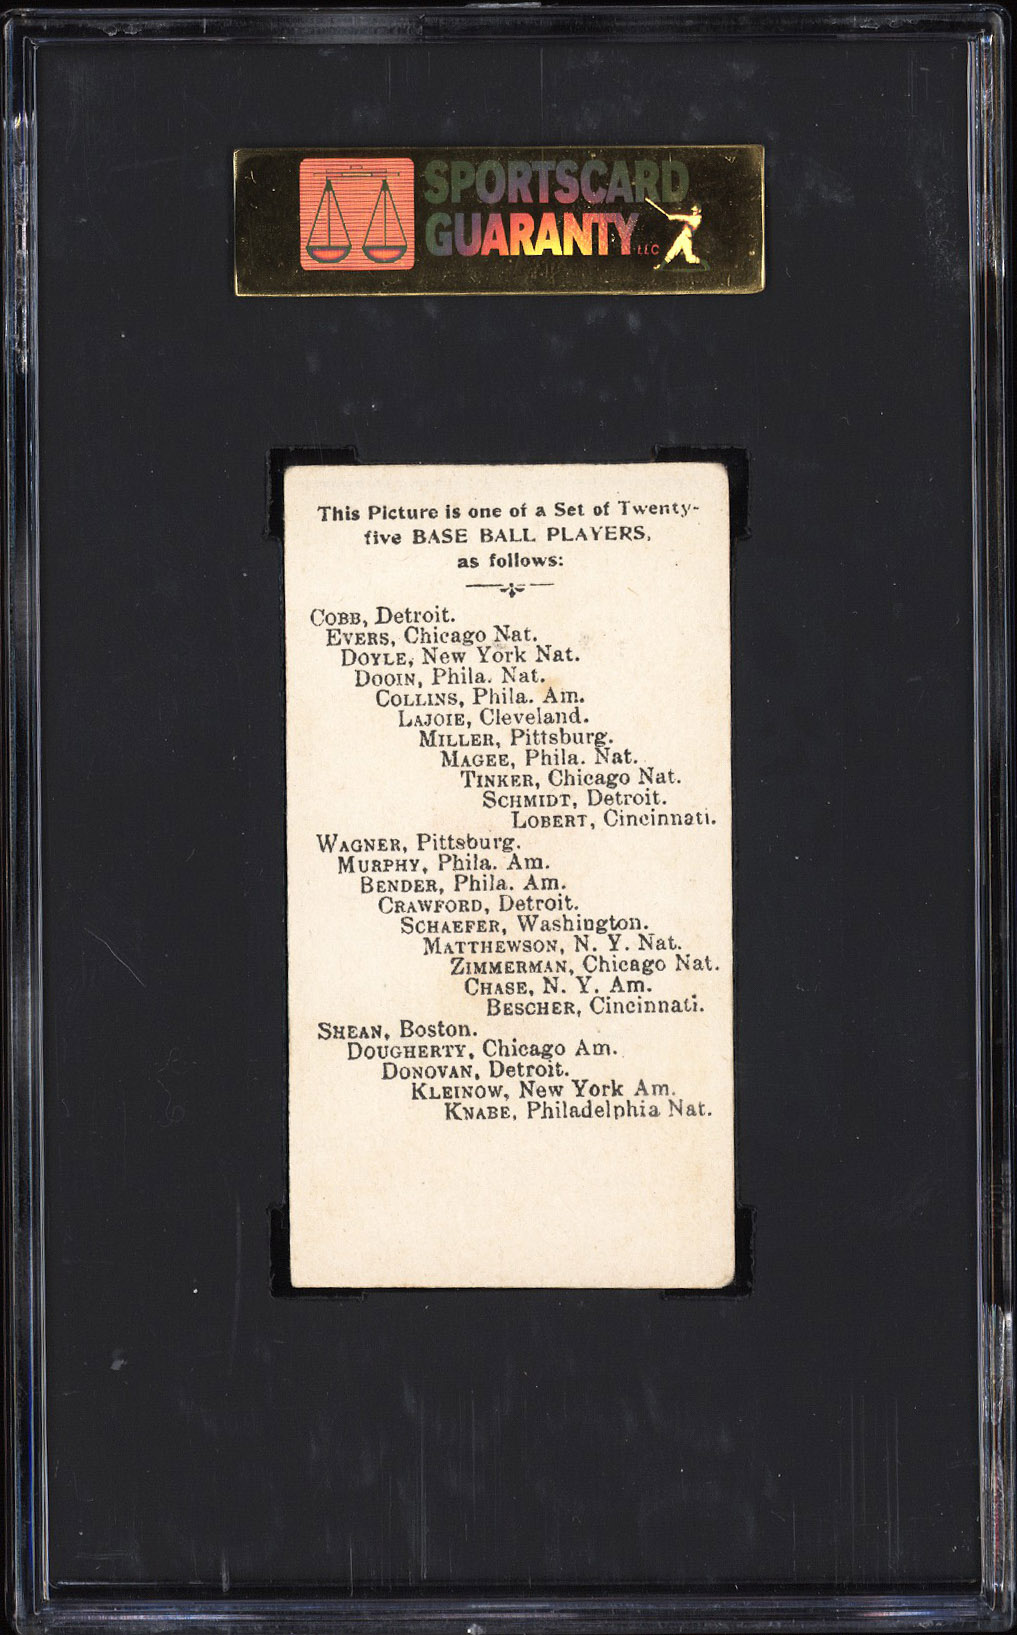 SPORTSCARD
GUARANTY LLC
This Picture is one of a Set of Twenty-
five BASE BALL PLAYERS,
as follows:
COBB, Detroit.
EVERS, Chicago Nat.
DOYLE, New York Nat.
DOOIN, Phila. Nat.
COLLINS, Phila. Am.
LAJOIE, Cleveland.
MILLER, Pittsburg.
MAGEE, Phila. Nat.
TINKER, Chicago Nat.
SCHMIDT, Detroit.
LOBERT, Cincinnati.
WAGNER, Pittsburg.
MURPHY, Phila. Am.
BENDER, Phila. Am.
CRAWFORD, Detroit.
SCHAEFER, Washington.
MATTHEWSON, N. Y. Nat.
ZIMMERMAN, Chicago Nat.
CHASE, N. Y. Am.
BESCHER, Cincinnati.
SHEAN, Boston.
DOUGHERTY, Chicago Am.
DONOVAN, Detroit.
KLEINOW, New York Am.
KNABE, Philadelphia Nat.